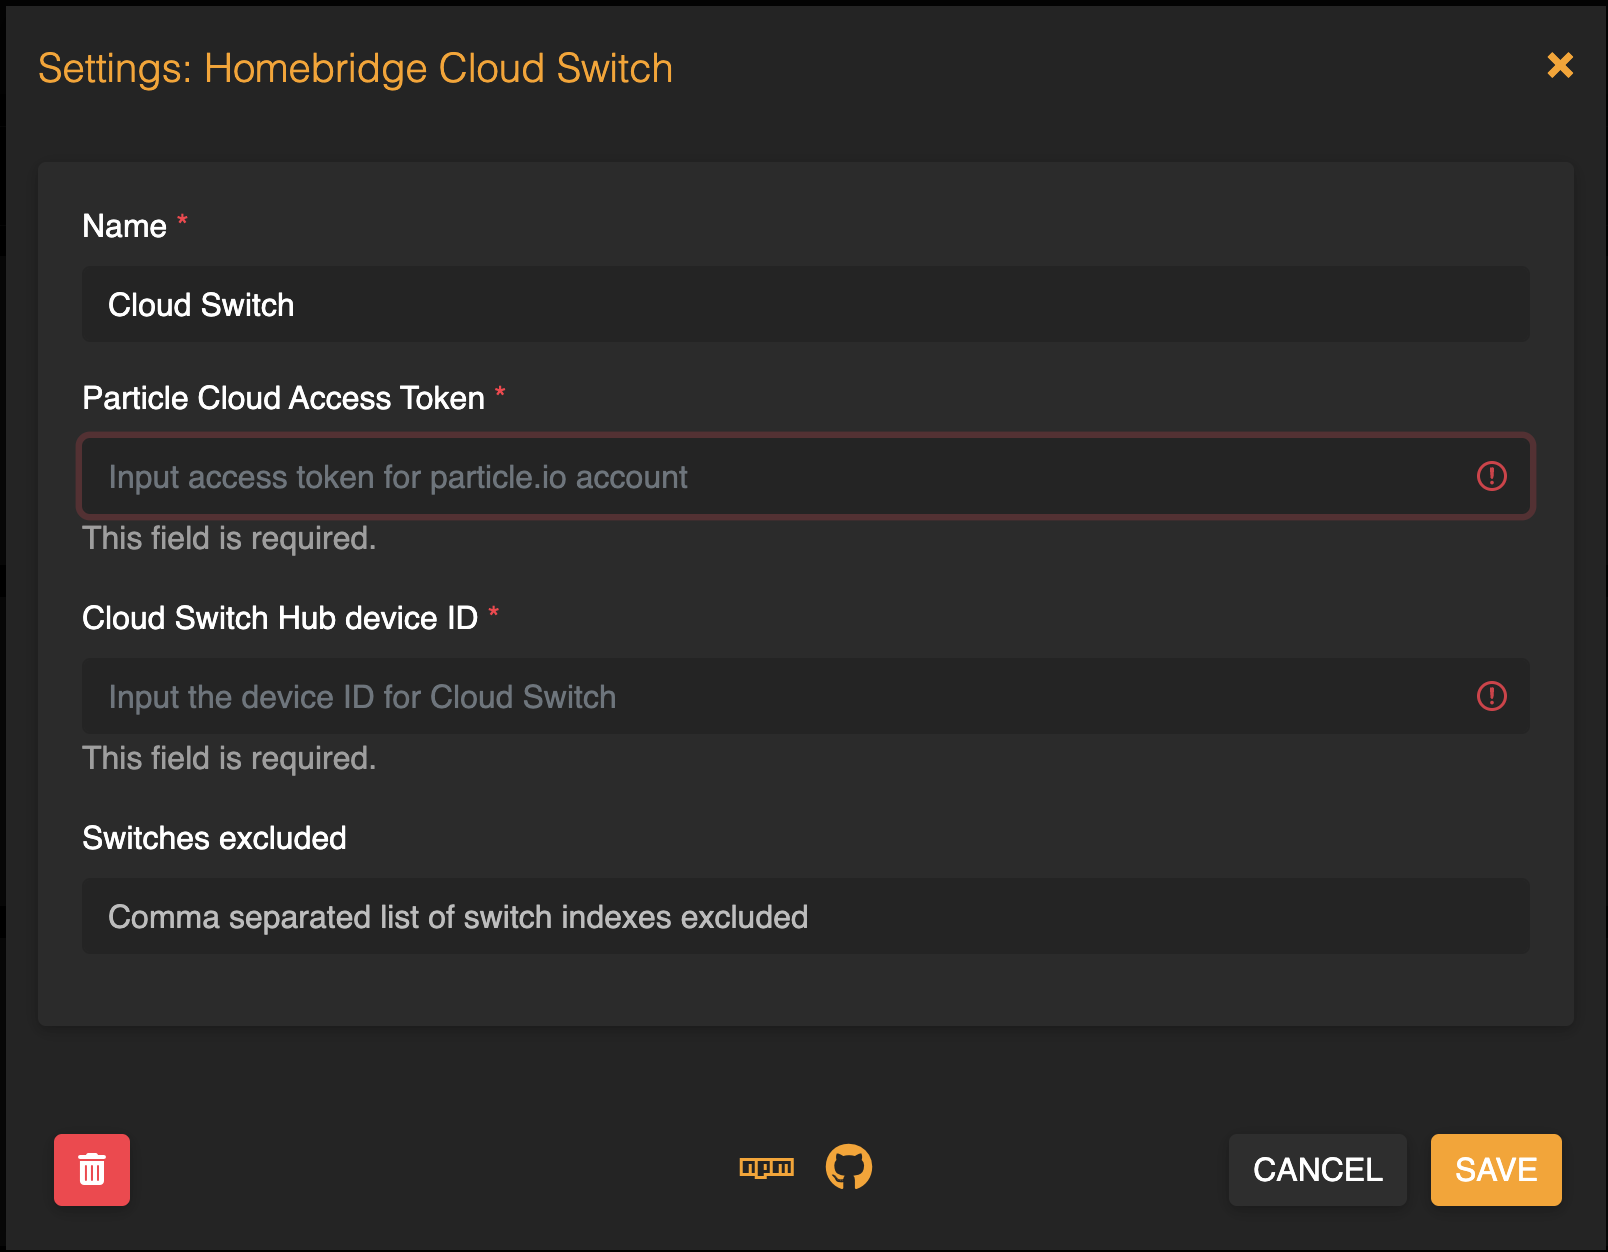 Settings: Homebridge Cloud Switch
Name *
Cloud Switch
Particle Cloud Access Token *
Input access token for particle.io account
This field is required.
Cloud Switch Hub device ID *
Input the device ID for Cloud Switch
This field is required.
Switches excluded
Comma separated list of switch indexes excluded
npm
CANCEL
SAVE